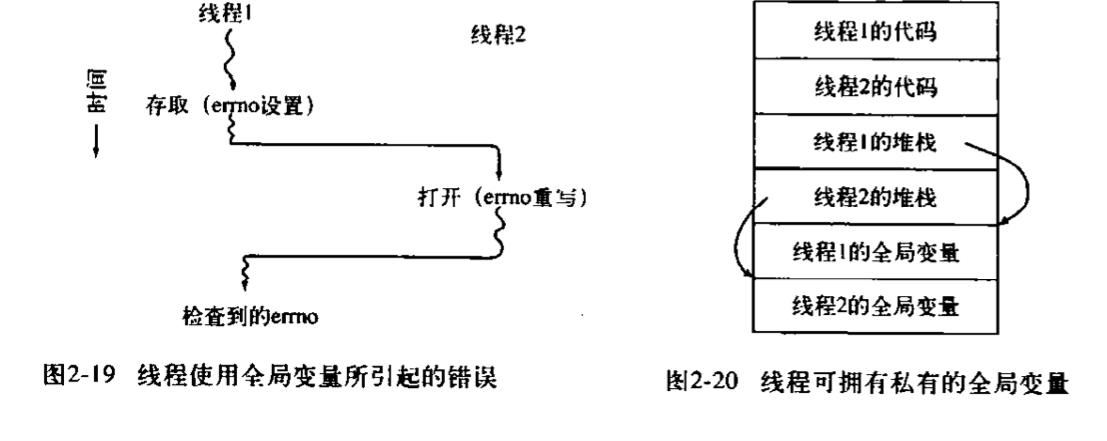 线程1
线程2
时间
存取（errno设置）
打开（errno重写）
检查到的errno
图2-19 线程使用全局变量所引起的错误
线程1的代码
线程2的代码
线程1的堆栈
线程2的堆栈
线程1的全局变量
线程2的全局变量
图2-20 线程可拥有私有的全局变量